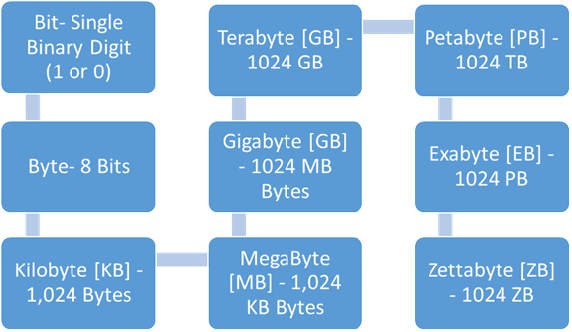 Bit- Single
Binary Digit
(1 or 0)
Byte- 8 Bits
Kilobyte [KB] -
1,024 Bytes
MegaByte
[MB] - 1,024
KB Bytes
Gigabyte [GB]
- 1024 MB
Bytes
Terabyte [GB] -
1024 GB
Petabyte [PB] -
1024 TB
Exabyte [EB] -
1024 PB
Zettabyte [ZB]
- 1024 ZB